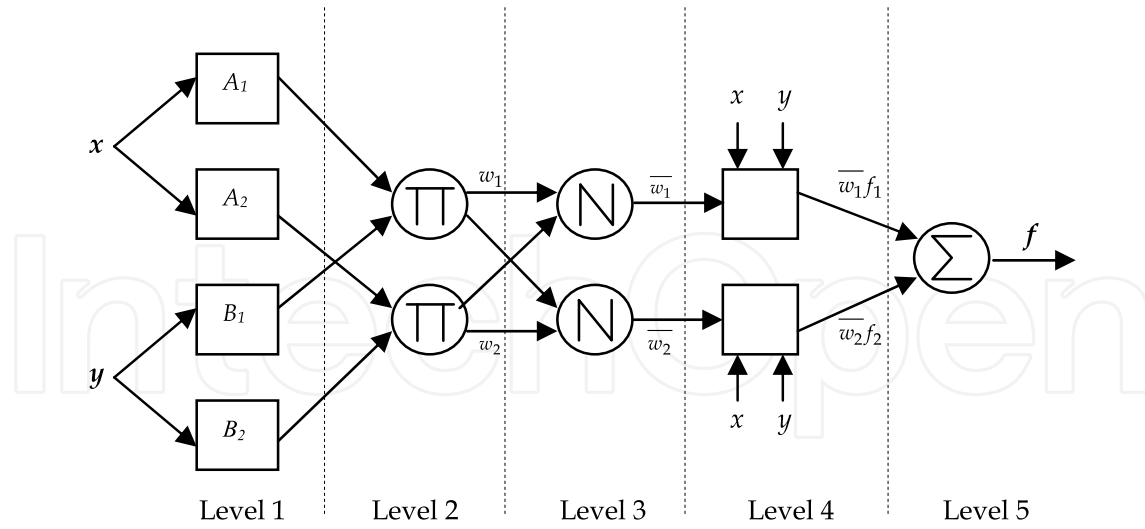 x
y
A₁
A₂
B₁
B₂
∏
∏
w₁
w₂
N
N
w̅₁
w̅₂
x y
x y
w̅₁f₁
w̅₂f₂
Σ
f
Level 1 Level 2 Level 3 Level 4 Level 5
IntechOpen